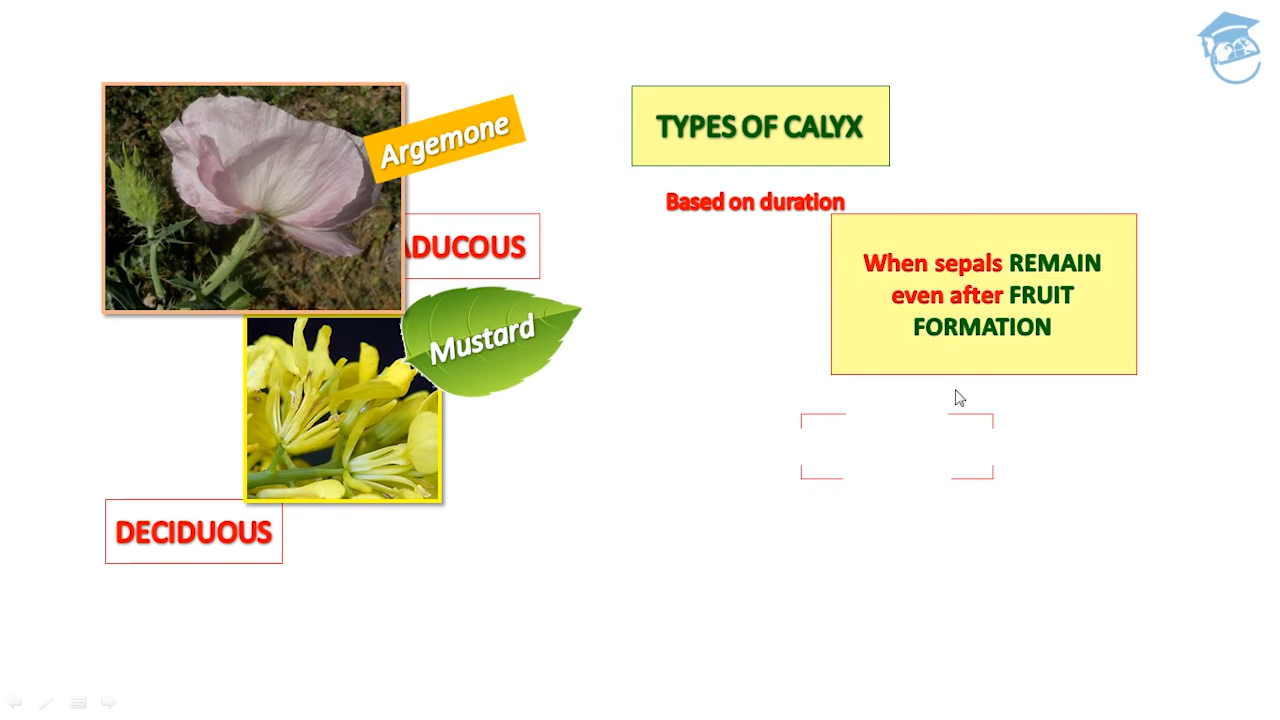 Argemone
TYPES OF CALYX
Based on duration
ADUCOUS
When sepals REMAIN
even after FRUIT
FORMATION
Mustard
DECIDUOUS